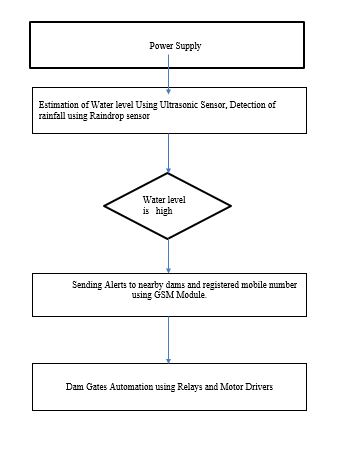 Power Supply
Estimation of Water level Using Ultrasonic Sensor, Detection of
rainfall using Raindrop sensor
Water level
is high
Sending Alerts to nearby dams and registered mobile number
using GSM Module.
Dam Gates Automation using Relays and Motor Drivers